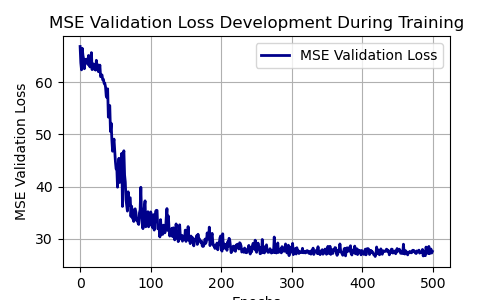 MSE Validation Loss Development During Training
MSE Validation Loss
MSE Validation Loss
60
50
40
30
0 100 200 300 400 500
Epochs